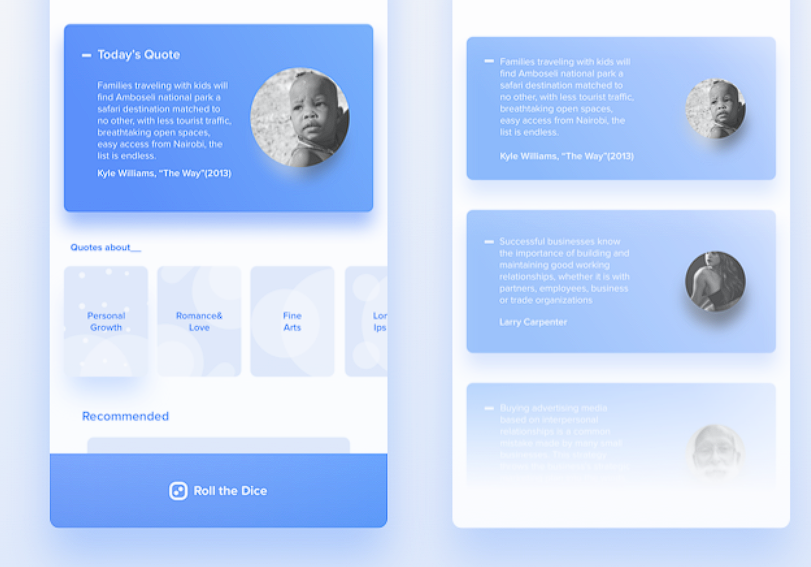 Today's Quote
Families traveling with kids will
find Amboseli national park a
safari destination matched to
no other, with less tourist traffic,
breathtaking open spaces,
easy access from Nairobi, the
list is endless.
Kyle Williams, "The Way"(2013)
Quotes about__
Personal
Growth
Romance&
Love
Fine
Arts
Lor
Ips
Recommended
Roll the Dice
Families traveling with kids will
find Amboseli national park a
safari destination matched to
no other, with less tourist traffic,
breathtaking open spaces,
easy access from Nairobi, the
list is endless.
Kyle Williams, "The Way"(2013)
Successful businesses know
the importance of building and
maintaining good working
relationships, whether it is with
partners, employees, business
or trade organizations
Larry Carpenter
Buying advertising media
based on interpersonal
relationships is a common
mistake made by many small